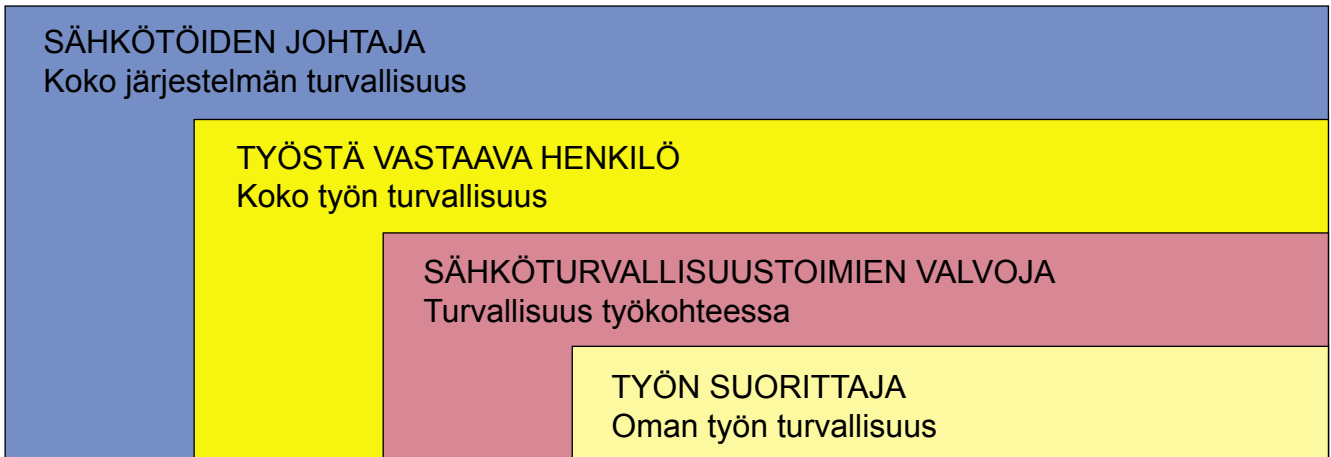 SÄHKÖTÖIDEN JOHTAJA
Koko järjestelmän turvallisuus
TYÖSTÄ VASTAAVA HENKILÖ
Koko työn turvallisuus
SÄHKÖTURVALLISUUSTOIMIEN VALVOJA
Turvallisuus työkohteessa
TYÖN SUORITTAJA
Oman työn turvallisuus